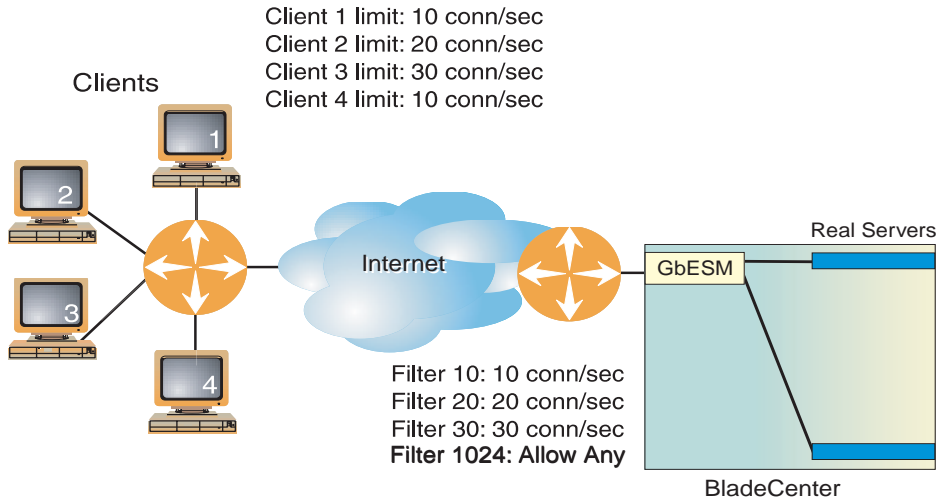 Client 1 limit: 10 conn/sec
Client 2 limit: 20 conn/sec
Client 3 limit: 30 conn/sec
Client 4 limit: 10 conn/sec
Clients
1
2
3
4
Internet
Real Servers
GbESM
Filter 10: 10 conn/sec
Filter 20: 20 conn/sec
Filter 30: 30 conn/sec
Filter 1024: Allow Any
BladeCenter